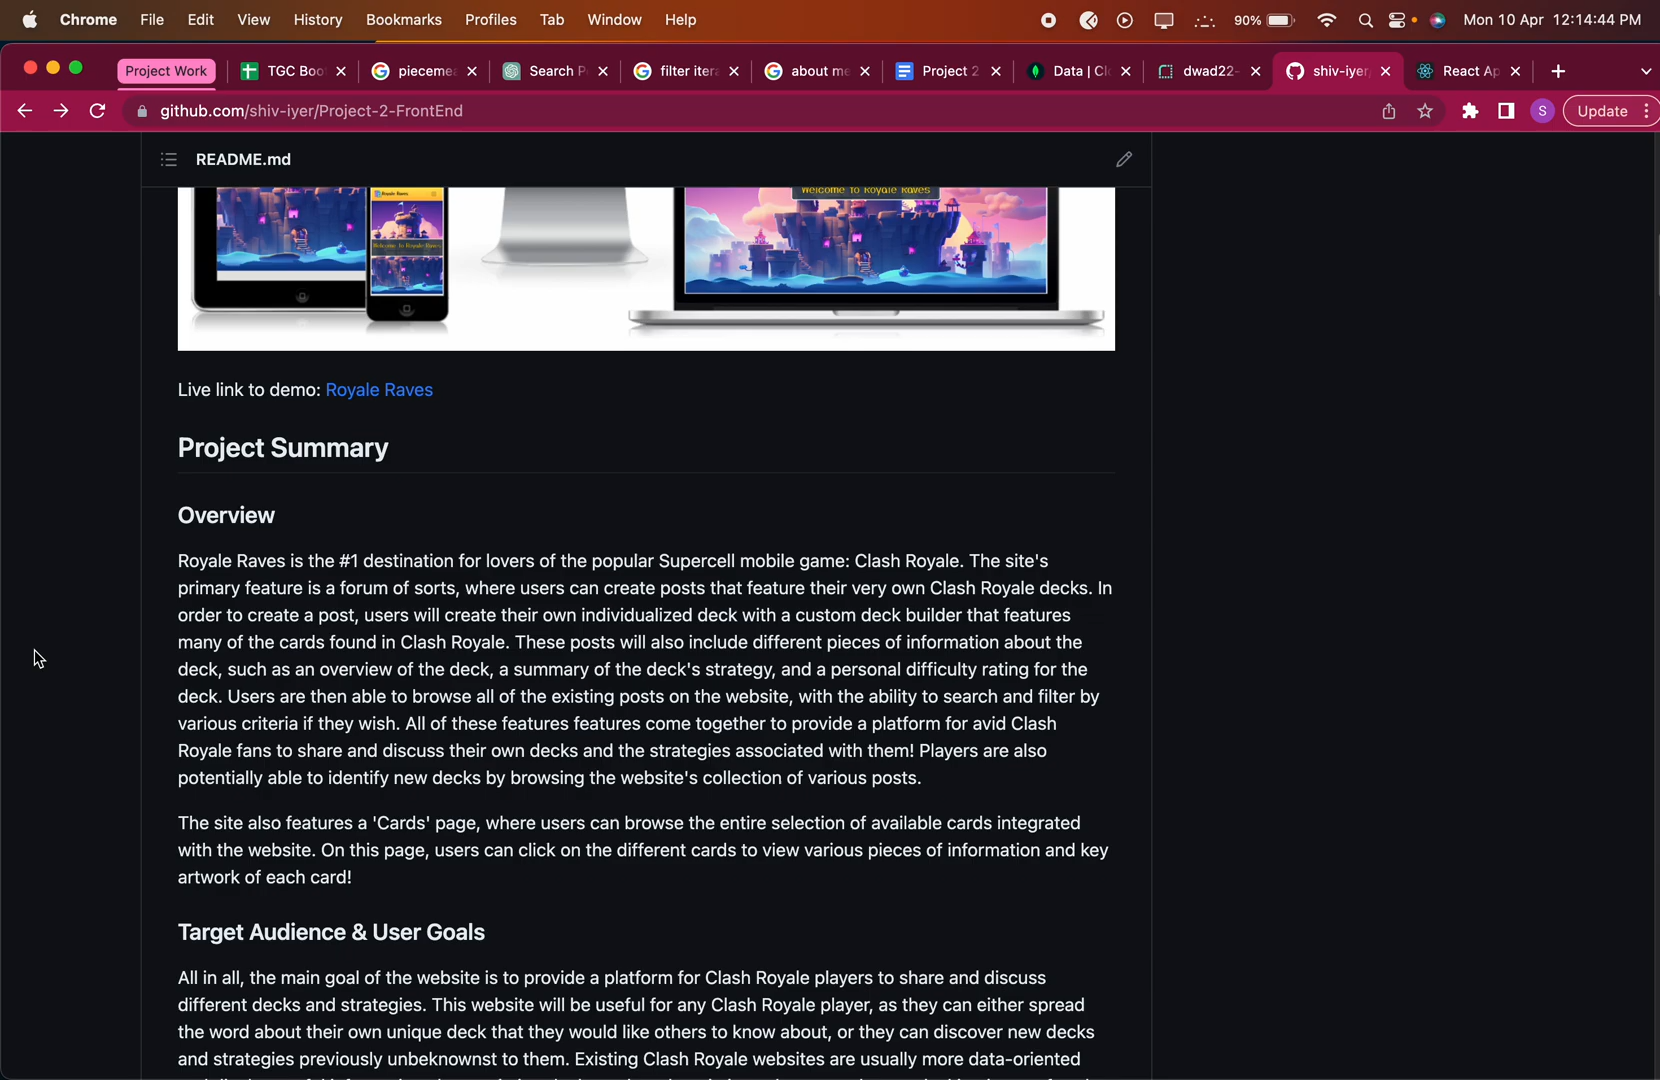 Chrome File Edit View History Bookmarks Profiles Tab Window Help 90% Mon 10 Apr 12:14:44 PM
Project Work TGC Boo piecemea Search P filter itera about me Project 2 Data | Cl dwad22- shiv-iyer React Ap
github.com/shiv-iyer/Project-2-FrontEnd S Update
README.md
Royale Raves
Welcome To Royale Raves
Welcome To Royale Raves
Live link to demo: Royale Raves
Project Summary
Overview
Royale Raves is the #1 destination for lovers of the popular Supercell mobile game: Clash Royale. The site's
primary feature is a forum of sorts, where users can create posts that feature their very own Clash Royale decks. In
order to create a post, users will create their own individualized deck with a custom deck builder that features
many of the cards found in Clash Royale. These posts will also include different pieces of information about the
deck, such as an overview of the deck, a summary of the deck's strategy, and a personal difficulty rating for the
deck. Users are then able to browse all of the existing posts on the website, with the ability to search and filter by
various criteria if they wish. All of these features features come together to provide a platform for avid Clash
Royale fans to share and discuss their own decks and the strategies associated with them! Players are also
potentially able to identify new decks by browsing the website's collection of various posts.
The site also features a 'Cards' page, where users can browse the entire selection of available cards integrated
with the website. On this page, users can click on the different cards to view various pieces of information and key
artwork of each card!
Target Audience & User Goals
All in all, the main goal of the website is to provide a platform for Clash Royale players to share and discuss
different decks and strategies. This website will be useful for any Clash Royale player, as they can either spread
the word about their own unique deck that they would like others to know about, or they can discover new decks
and strategies previously unbeknownst to them. Existing Clash Royale websites are usually more data-oriented